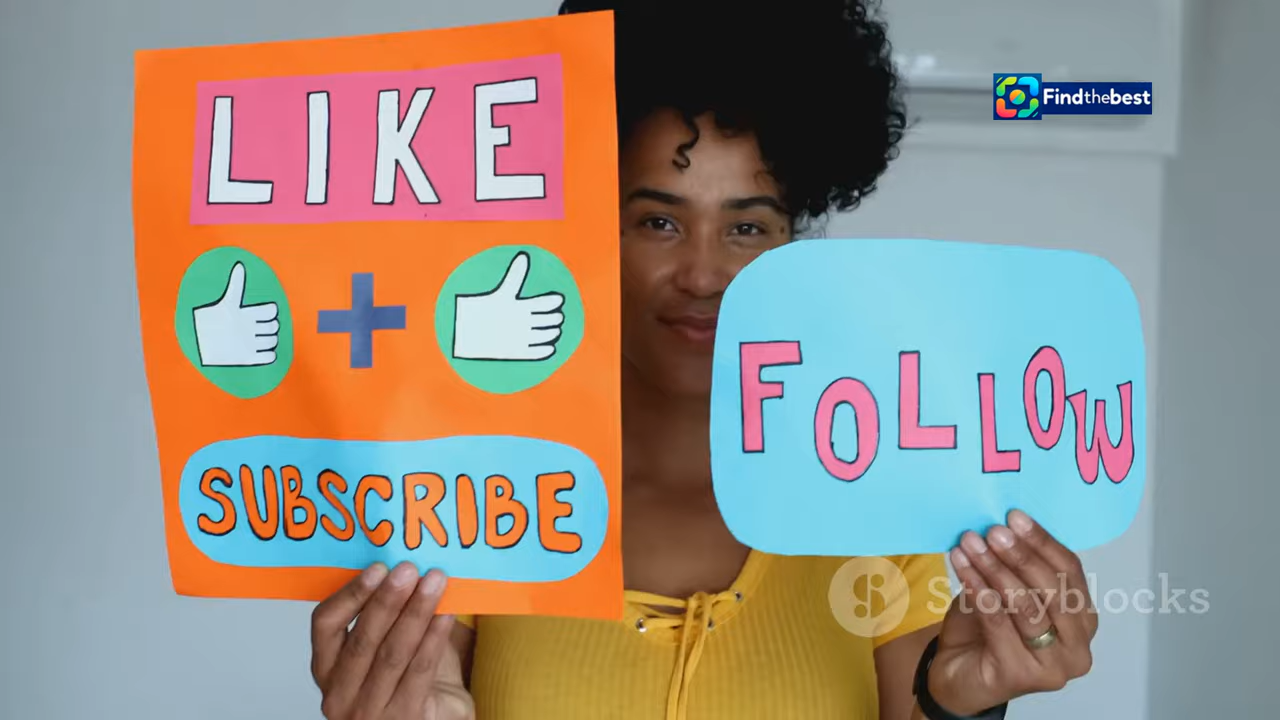 LIKE
+
SUBSCRIBE
FOLLOW
Findthebest
Storyblocks